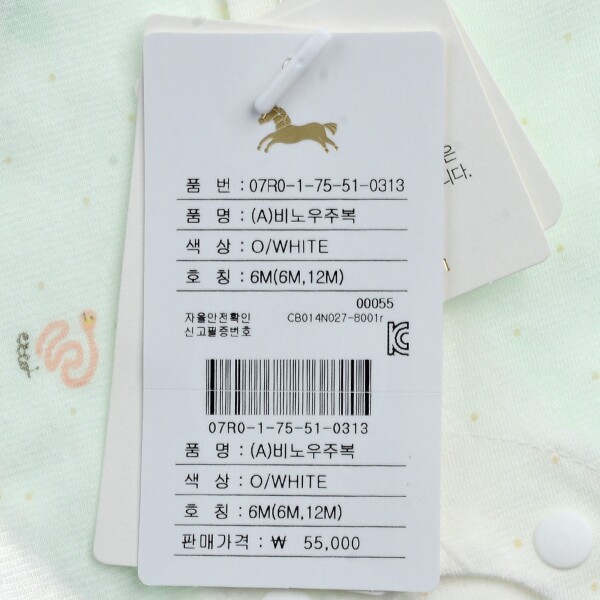 품 번 : 07R0-1-75-51-0313
품 명 : (A)비노우주복
색 상 : O/WHITE
호 칭 : 6M(6M,12M)
00055
자율안전확인 CB014N027-8001r
신고필증번호
07R0-1-75-51-0313
품 명 : (A)비노우주복
색 상 : O/WHITE
호 칭 : 6M(6M,12M)
판매가격 : ₩ 55,000
은
니다.